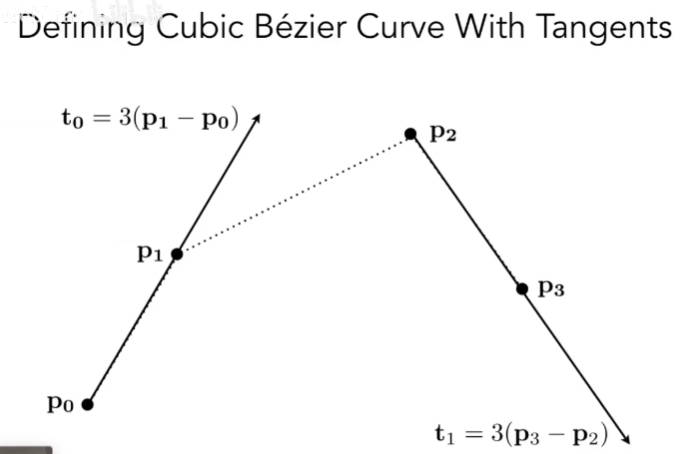 Defining Cubic Bézier Curve With Tangents
t₀ = 3(p₁ − p₀)
p₂
p₁
p₃
p₀
t₁ = 3(p₃ − p₂)